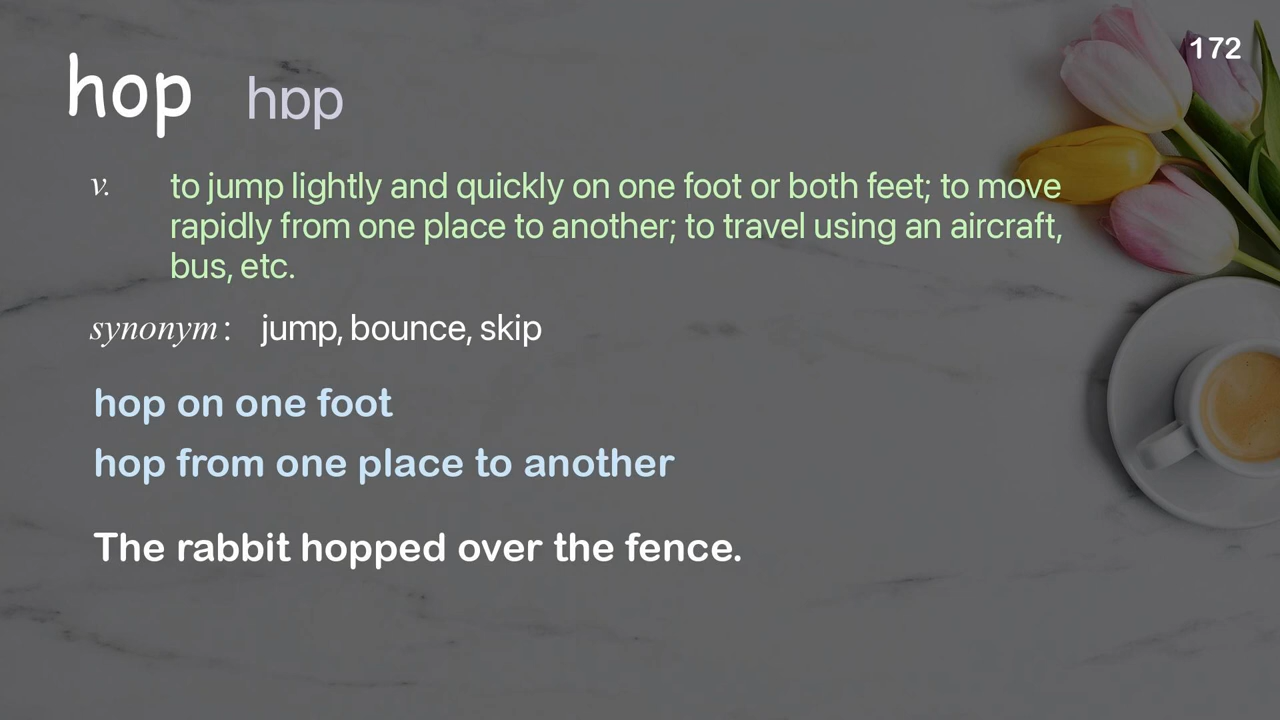 172
hop hɒp
v. to jump lightly and quickly on one foot or both feet; to move
rapidly from one place to another; to travel using an aircraft,
bus, etc.
synonym: jump, bounce, skip
hop on one foot
hop from one place to another
The rabbit hopped over the fence.